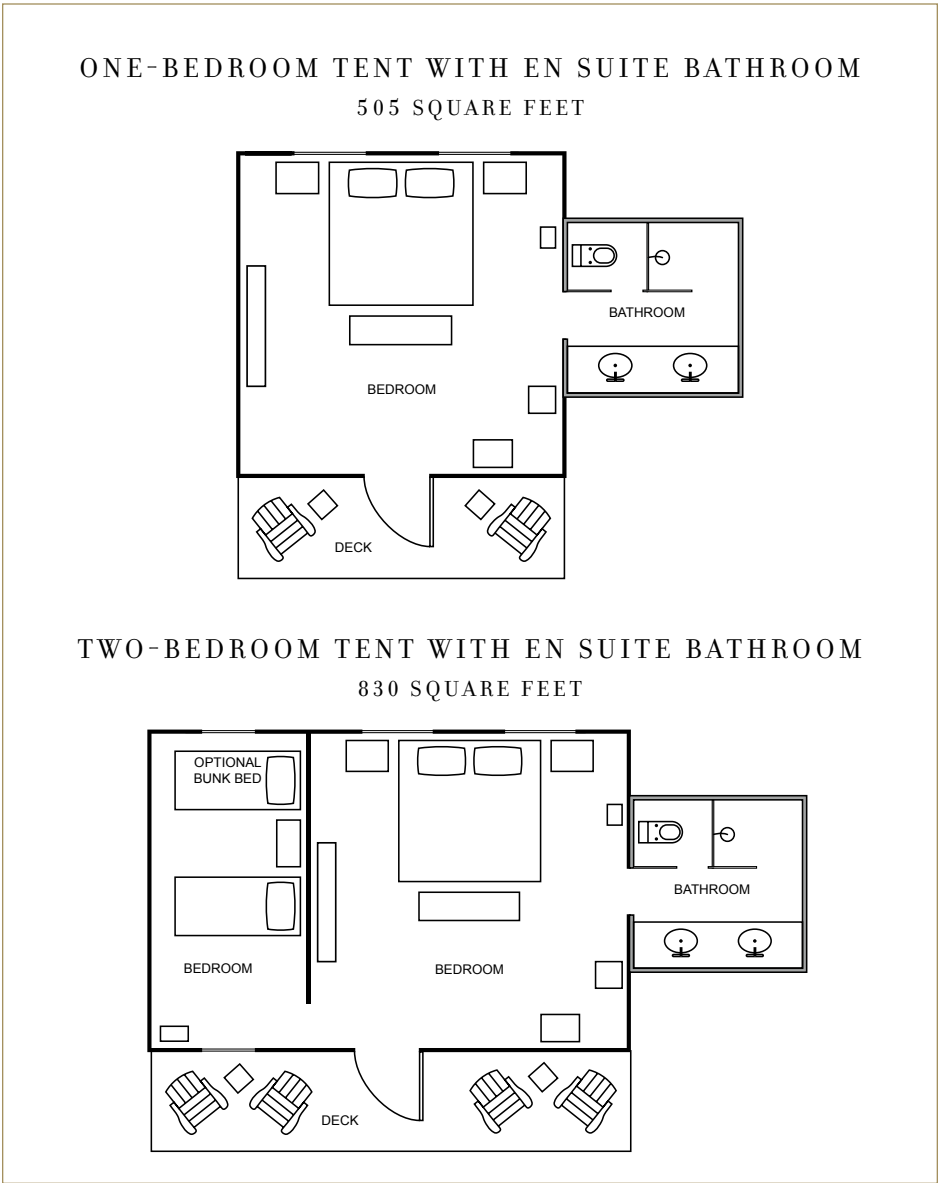 ONE-BEDROOM TENT WITH EN SUITE BATHROOM
505 SQUARE FEET
BATHROOM
BEDROOM
DECK
TWO-BEDROOM TENT WITH EN SUITE BATHROOM
830 SQUARE FEET
OPTIONAL
BUNK BED
BATHROOM
BEDROOM
BEDROOM
DECK